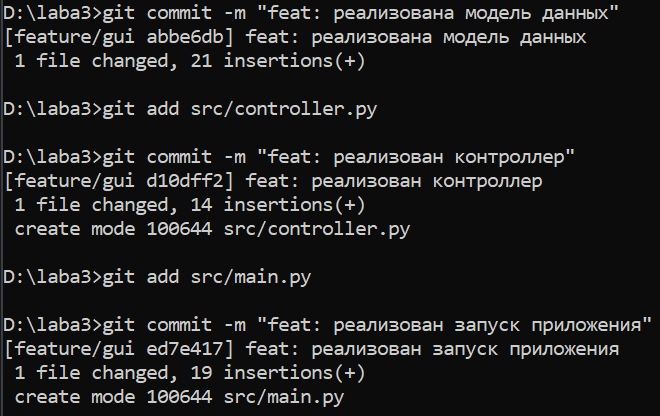 D:\laba3>git commit -m "feat: реализована модель данных"
[feature/gui abbe6db] feat: реализована модель данных
 1 file changed, 21 insertions(+)
D:\laba3>git add src/controller.py
D:\laba3>git commit -m "feat: реализован контроллер"
[feature/gui d10dff2] feat: реализован контроллер
 1 file changed, 14 insertions(+)
 create mode 100644 src/controller.py
D:\laba3>git add src/main.py
D:\laba3>git commit -m "feat: реализован запуск приложения"
[feature/gui ed7e417] feat: реализован запуск приложения
 1 file changed, 19 insertions(+)
 create mode 100644 src/main.py